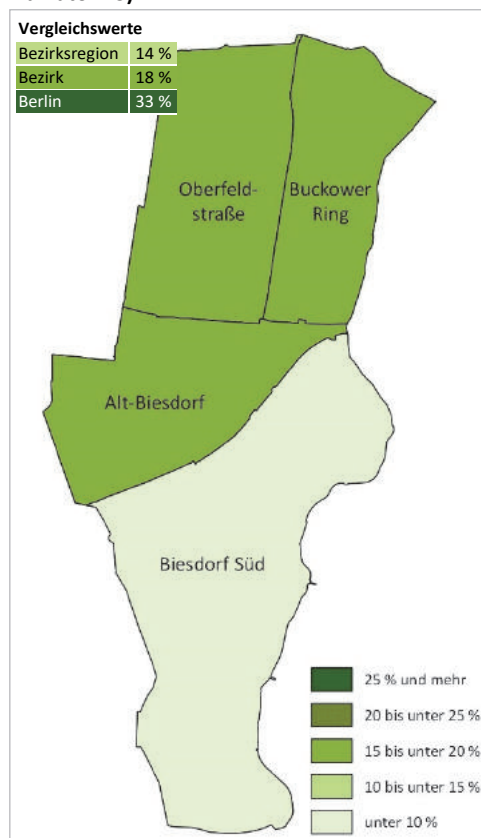 Vergleichswerte
Bezirksregion 14 %
Bezirk 18 %
Berlin 33 %
Oberfeld-
straße
Buckower
Ring
Alt-Biesdorf
Biesdorf Süd
25 % und mehr
20 bis unter 25 %
15 bis unter 20 %
10 bis unter 15 %
unter 10 %